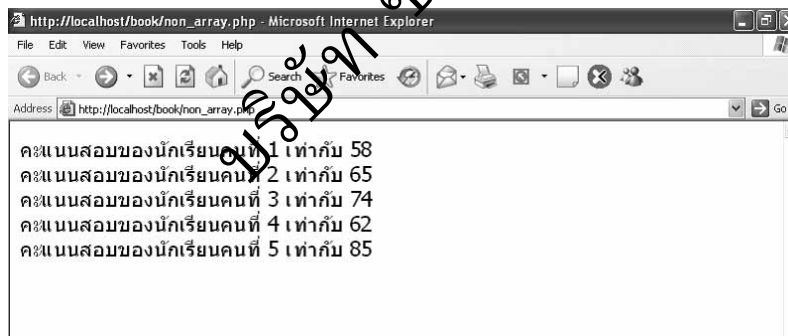 http://localhost/book/non_array.php - Microsoft Internet Explorer
File Edit View Favorites Tools Help
Back Search Favorites
Address http://localhost/book/non_array.php Go
คะแนนสอบของนักเรียนคนที่ 1 เท่ากับ 58
คะแนนสอบของนักเรียนคนที่ 2 เท่ากับ 65
คะแนนสอบของนักเรียนคนที่ 3 เท่ากับ 74
คะแนนสอบของนักเรียนคนที่ 4 เท่ากับ 62
คะแนนสอบของนักเรียนคนที่ 5 เท่ากับ 85
บริษัท